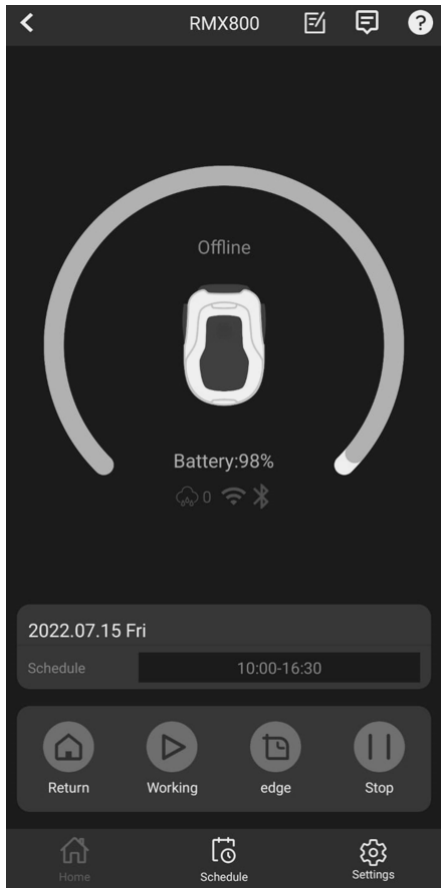 RMX800
?
Offline
Battery:98%
0
2022.07.15 Fri
Schedule 10:00-16:30
Return Working edge Stop
Home Schedule Settings